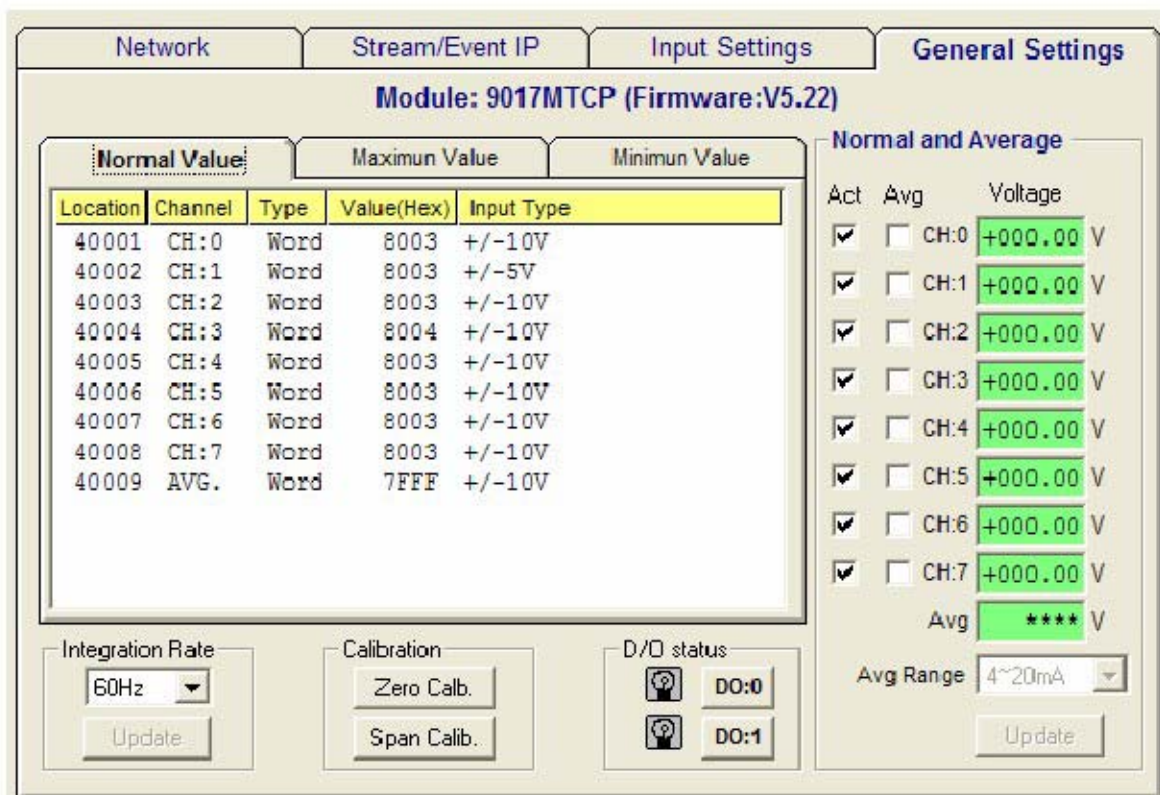 Network Stream/Event IP Input Settings General Settings
Module: 9017MTCP (Firmware:V5.22)
Normal Value Maximun Value Minimun Value
Location Channel Type Value(Hex) Input Type
40001 CH:0 Word 8003 +/-10V
40002 CH:1 Word 8003 +/-5V
40003 CH:2 Word 8003 +/-10V
40004 CH:3 Word 8004 +/-10V
40005 CH:4 Word 8003 +/-10V
40006 CH:5 Word 8003 +/-10V
40007 CH:6 Word 8003 +/-10V
40008 CH:7 Word 8003 +/-10V
40009 AVG. Word 7FFF +/-10V
Normal and Average
Act Avg Voltage
CH:0 +000.00 V
CH:1 +000.00 V
CH:2 +000.00 V
CH:3 +000.00 V
CH:4 +000.00 V
CH:5 +000.00 V
CH:6 +000.00 V
CH:7 +000.00 V
Avg **** V
Avg Range 4~20mA
Update
Integration Rate
60Hz
Update
Calibration
Zero Calb.
Span Calib.
D/O status
DO:0
DO:1